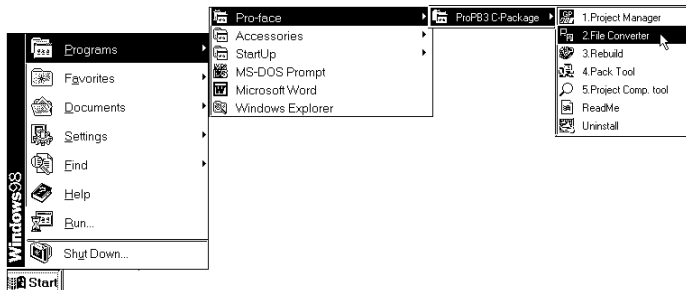 Programs
Favorites
Documents
Settings
Find
Help
Run...
Shut Down...
Windows98
Start
Pro-face
Accessories
StartUp
MS-DOS Prompt
Microsoft Word
Windows Explorer
ProPB3 C-Package
1.Project Manager
2.File Converter
3.Rebuild
4.Pack Tool
5.Project Comp. tool
ReadMe
Uninstall